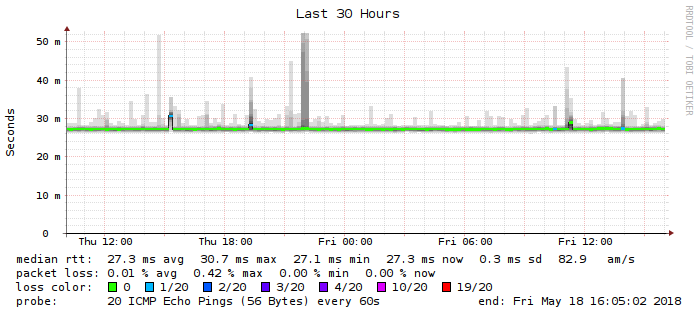 Last 30 Hours
RRDTOOL / TOBI OETIKER
Seconds
50 m
40 m
30 m
20 m
10 m
0
Thu 12:00 Thu 18:00 Fri 00:00 Fri 06:00 Fri 12:00
median rtt: 27.3 ms avg 30.7 ms max 27.1 ms min 27.3 ms now 0.3 ms sd 82.9 am/s
packet loss: 0.01 % avg 0.42 % max 0.00 % min 0.00 % now
loss color: 0 1/20 2/20 3/20 4/20 10/20 19/20
probe: 20 ICMP Echo Pings (56 Bytes) every 60s end: Fri May 18 16:05:02 2018